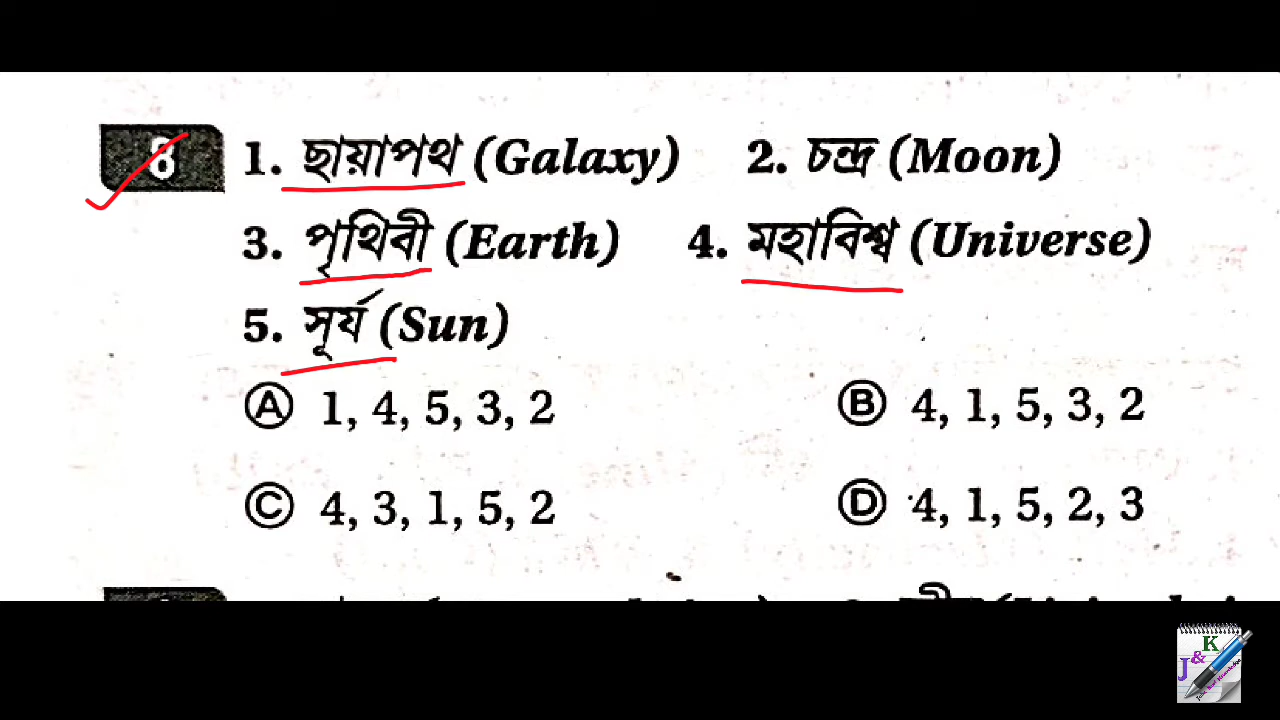 8 1. ছায়াপথ (Galaxy) 2. চন্দ্র (Moon)
3. পৃথিবী (Earth) 4. মহাবিশ্ব (Universe)
5. সূর্য (Sun)
Ⓐ 1, 4, 5, 3, 2 Ⓑ 4, 1, 5, 3, 2
Ⓒ 4, 3, 1, 5, 2 Ⓓ 4, 1, 5, 2, 3
J&K